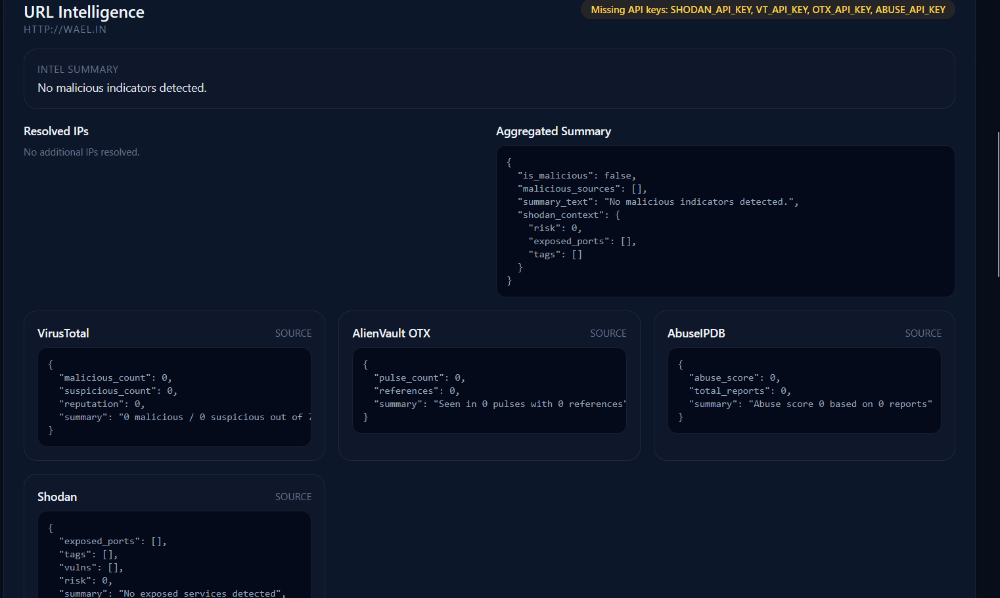 URL Intelligence
Missing API keys: SHODAN_API_KEY, VT_API_KEY, OTX_API_KEY, ABUSE_API_KEY
HTTP://WAEL.IN
INTEL SUMMARY
No malicious indicators detected.
Resolved IPs
No additional IPs resolved.
Aggregated Summary
{
  "is_malicious": false,
  "malicious_sources": [],
  "summary_text": "No malicious indicators detected.",
  "shodan_context": {
    "risk": 0,
    "exposed_ports": [],
    "tags": []
  }
}
VirusTotal
SOURCE
{
  "malicious_count": 0,
  "suspicious_count": 0,
  "reputation": 0,
  "summary": "0 malicious / 0 suspicious out of
}
AlienVault OTX
SOURCE
{
  "pulse_count": 0,
  "references": 0,
  "summary": "Seen in 0 pulses with 0 references"
}
AbuseIPDB
SOURCE
{
  "abuse_score": 0,
  "total_reports": 0,
  "summary": "Abuse score 0 based on 0 reports"
}
Shodan
SOURCE
{
  "exposed_ports": [],
  "tags": [],
  "vulns": [],
  "risk": 0,
  "summary": "No exposed services detected",